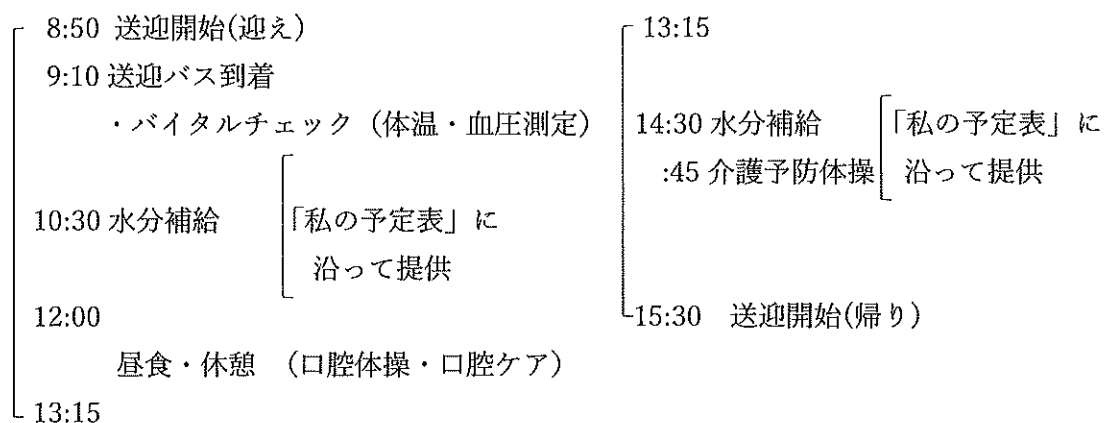 8:50 送迎開始(迎え)
9:10 送迎バス到着
・バイタルチェック（体温・血圧測定）
10:30 水分補給
「私の予定表」に
沿って提供
12:00
昼食・休憩　（口腔体操・口腔ケア）
13:15
13:15
14:30 水分補給
:45 介護予防体操
「私の予定表」に
沿って提供
15:30　送迎開始(帰り)